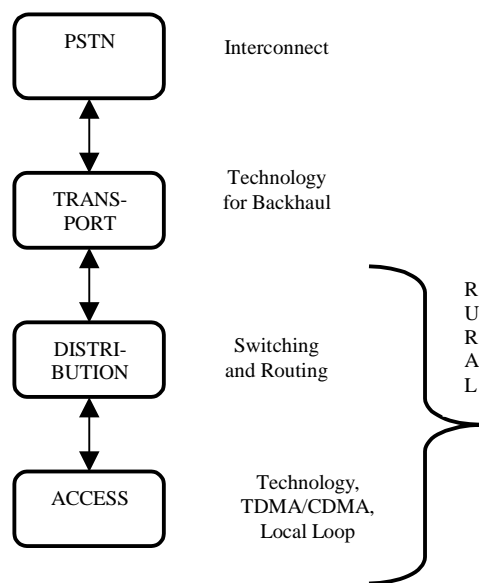 PSTN
Interconnect
TRANS-
PORT
Technology
for Backhaul
DISTRI-
BUTION
Switching
and Routing
ACCESS
Technology,
TDMA/CDMA,
Local Loop
R
U
R
A
L